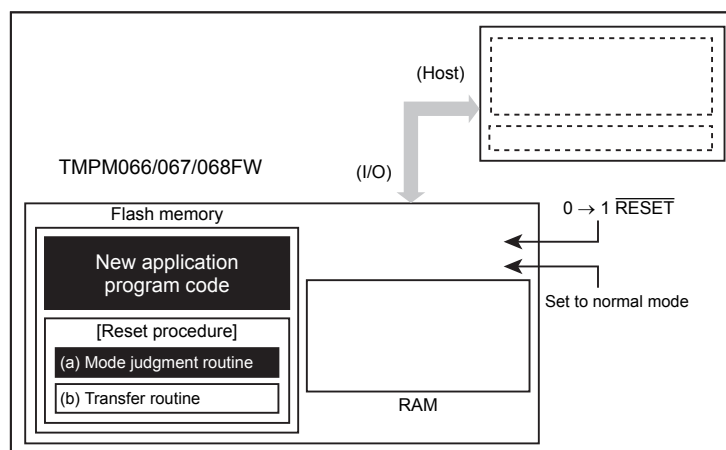 (Host)
TMPM066/067/068FW
(I/O)
Flash memory
0 → 1 RESET
New application
program code
Set to normal mode
[Reset procedure]
(a) Mode judgment routine
(b) Transfer routine
RAM